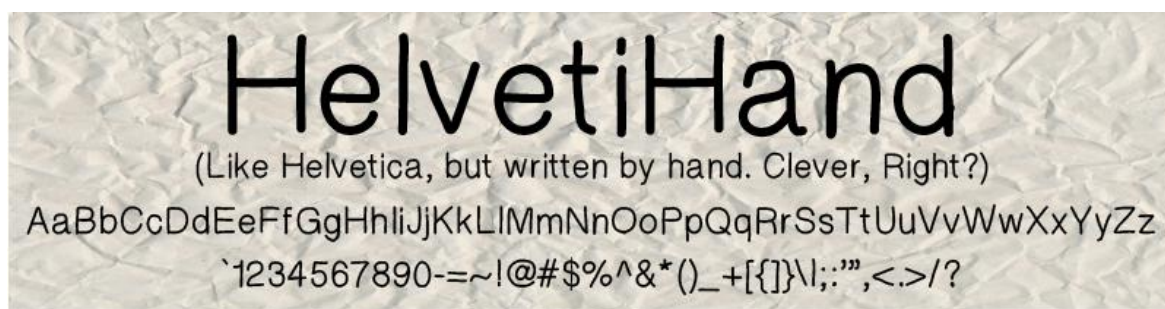 HelvetiHand
(Like Helvetica, but written by hand. Clever, Right?)
AaBbCcDdEeFfGgHhIiJjKkLlMmNnOoPpQqRrSsTtUuVvWwXxYyZz
`1234567890-=~!@#$%^&*()_+[{]}\|;:'",<.>/?